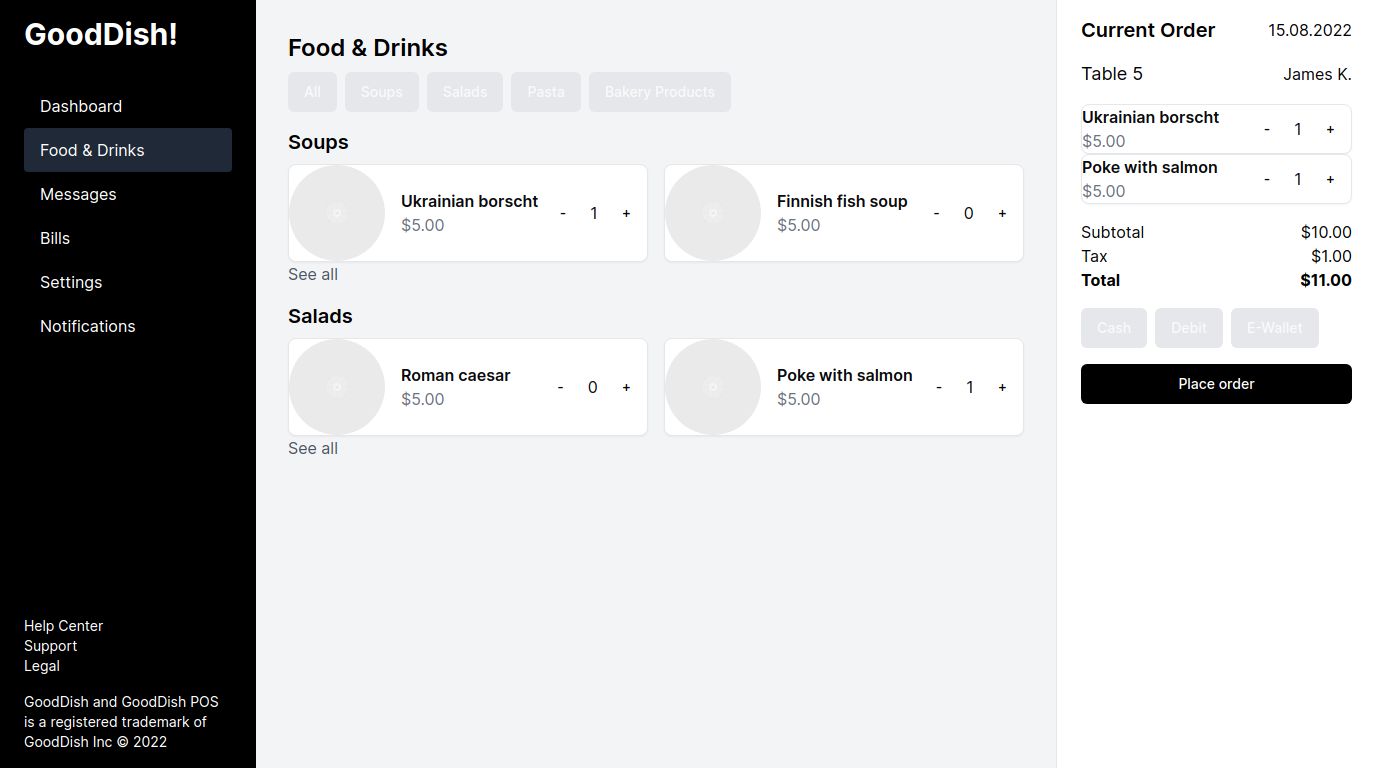 GoodDish!
Dashboard
Food & Drinks
Messages
Bills
Settings
Notifications
Help Center
Support
Legal
GoodDish and GoodDish POS
is a registered trademark of
GoodDish Inc © 2022
Food & Drinks
All Soups Salads Pasta Bakery Products
Soups
Ukrainian borscht
$5.00
- 1 +
Finnish fish soup
$5.00
- 0 +
See all
Salads
Roman caesar
$5.00
- 0 +
Poke with salmon
$5.00
- 1 +
See all
Current Order 15.08.2022
Table 5 James K.
Ukrainian borscht
$5.00
- 1 +
Poke with salmon
$5.00
- 1 +
Subtotal $10.00
Tax $1.00
Total $11.00
Cash Debit E-Wallet
Place order